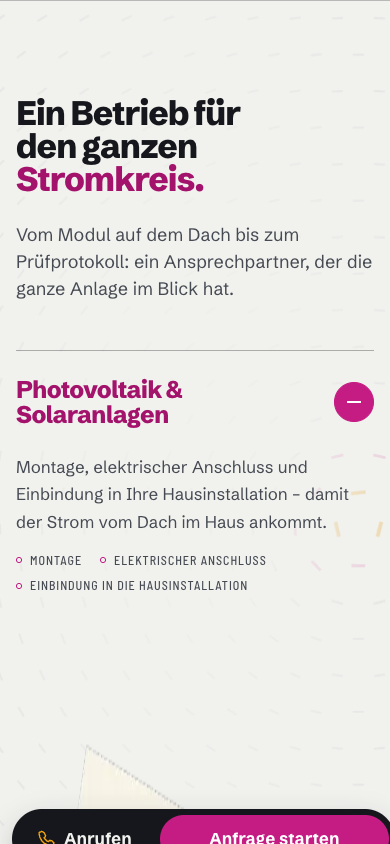 Ein Betrieb für
den ganzen
Stromkreis.
Vom Modul auf dem Dach bis zum
Prüfprotokoll: ein Ansprechpartner, der die
ganze Anlage im Blick hat.
Photovoltaik &
Solaranlagen
Montage, elektrischer Anschluss und
Einbindung in Ihre Hausinstallation – damit
der Strom vom Dach im Haus ankommt.
MONTAGE ELEKTRISCHER ANSCHLUSS
EINBINDUNG IN DIE HAUSINSTALLATION
Anrufen Anfrage starten